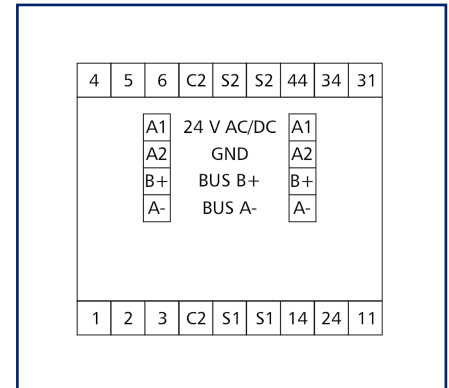 4 5 6 C2 S2 S2 44 34 31
A1 24 V AC/DC A1
A2 GND A2
B+ BUS B+ B+
A- BUS A- A-
1 2 3 C2 S1 S1 14 24 11